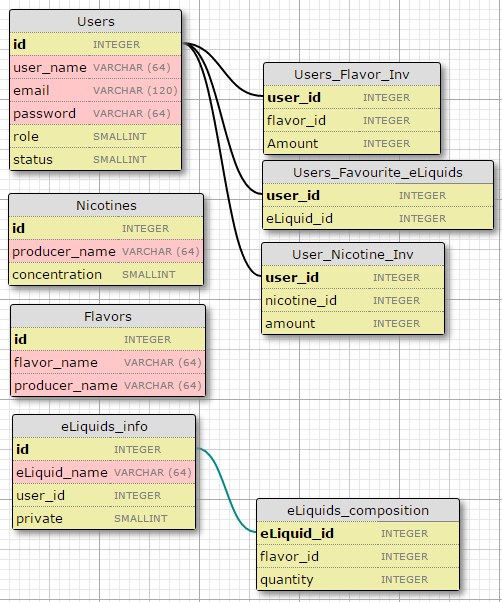 Users
id INTEGER
user_name VARCHAR (64)
email VARCHAR (120)
password VARCHAR (64)
role SMALLINT
status SMALLINT
Users_Flavor_Inv
user_id INTEGER
flavor_id INTEGER
Amount INTEGER
Users_Favourite_eLiquids
user_id INTEGER
eLiquid_id INTEGER
Nicotines
id INTEGER
producer_name VARCHAR (64)
concentration SMALLINT
User_Nicotine_Inv
user_id INTEGER
nicotine_id INTEGER
amount INTEGER
Flavors
id INTEGER
flavor_name VARCHAR (64)
producer_name VARCHAR (64)
eLiquids_info
id INTEGER
eLiquid_name VARCHAR (64)
user_id INTEGER
private SMALLINT
eLiquids_composition
eLiquid_id INTEGER
flavor_id INTEGER
quantity INTEGER